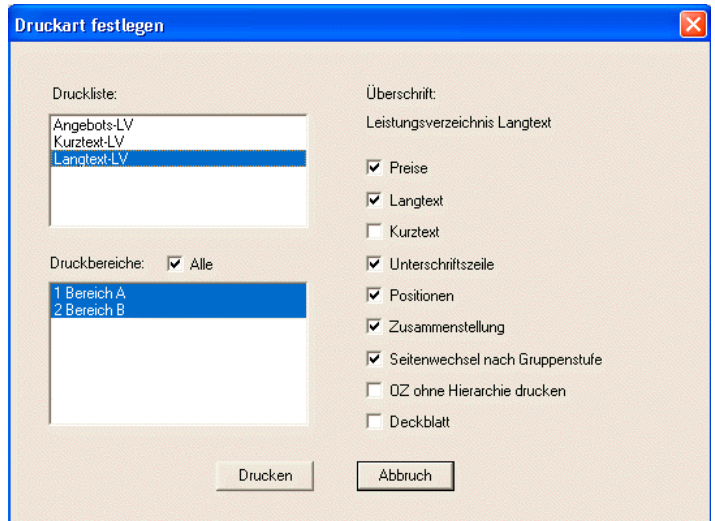 Druckart festlegen
Druckliste:
Angebots-LV
Kurztext-LV
Langtext-LV
Druckbereiche:
Alle
1 Bereich A
2 Bereich B
Überschrift:
Leistungsverzeichnis Langtext
Preise
Langtext
Kurztext
Unterschriftszeile
Positionen
Zusammenstellung
Seitenwechsel nach Gruppenstufe
OZ ohne Hierarchie drucken
Deckblatt
Drucken
Abbruch